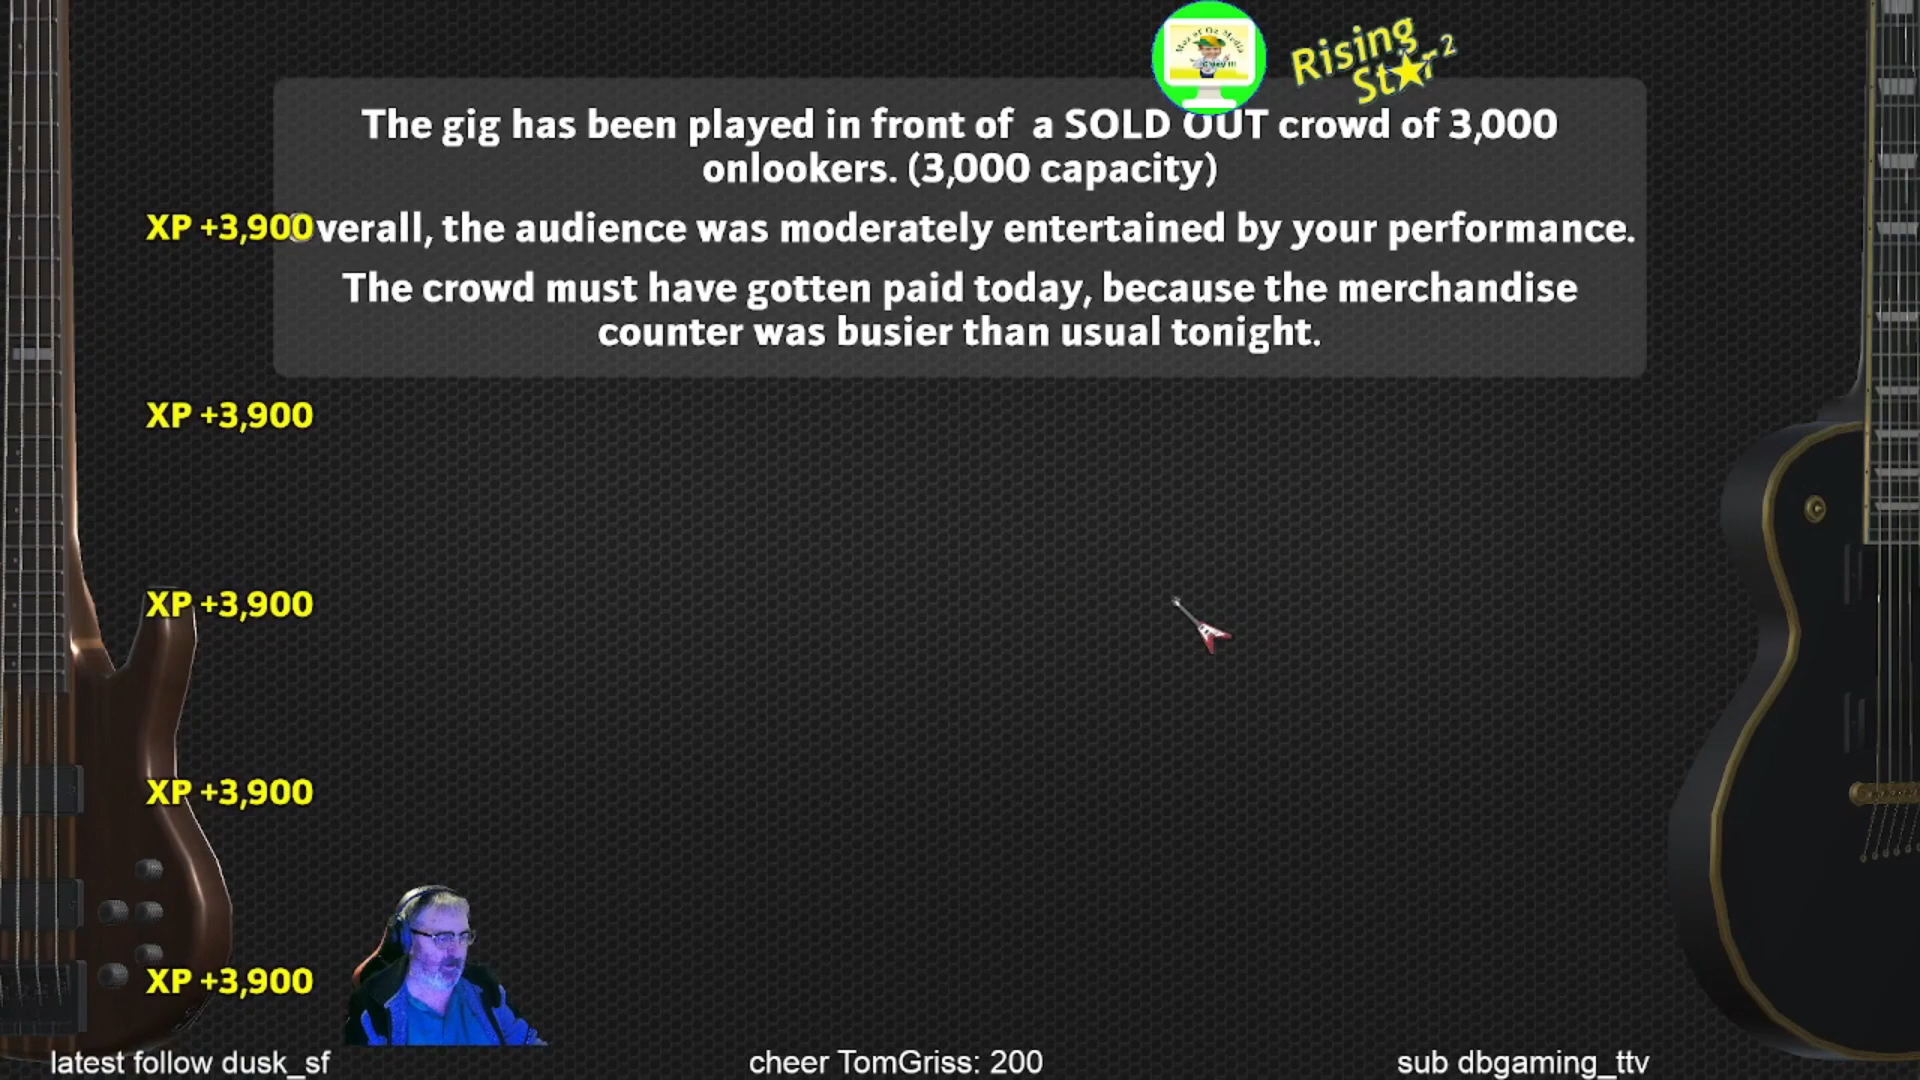 Rising
St★r2
The gig has been played in front of a SOLD OUT crowd of 3,000
onlookers. (3,000 capacity)
XP +3,900
Overall, the audience was moderately entertained by your performance.
The crowd must have gotten paid today, because the merchandise
counter was busier than usual tonight.
XP +3,900
XP +3,900
XP +3,900
XP +3,900
latest follow dusk_sf
cheer TomGriss: 200
sub dbgaming_ttv